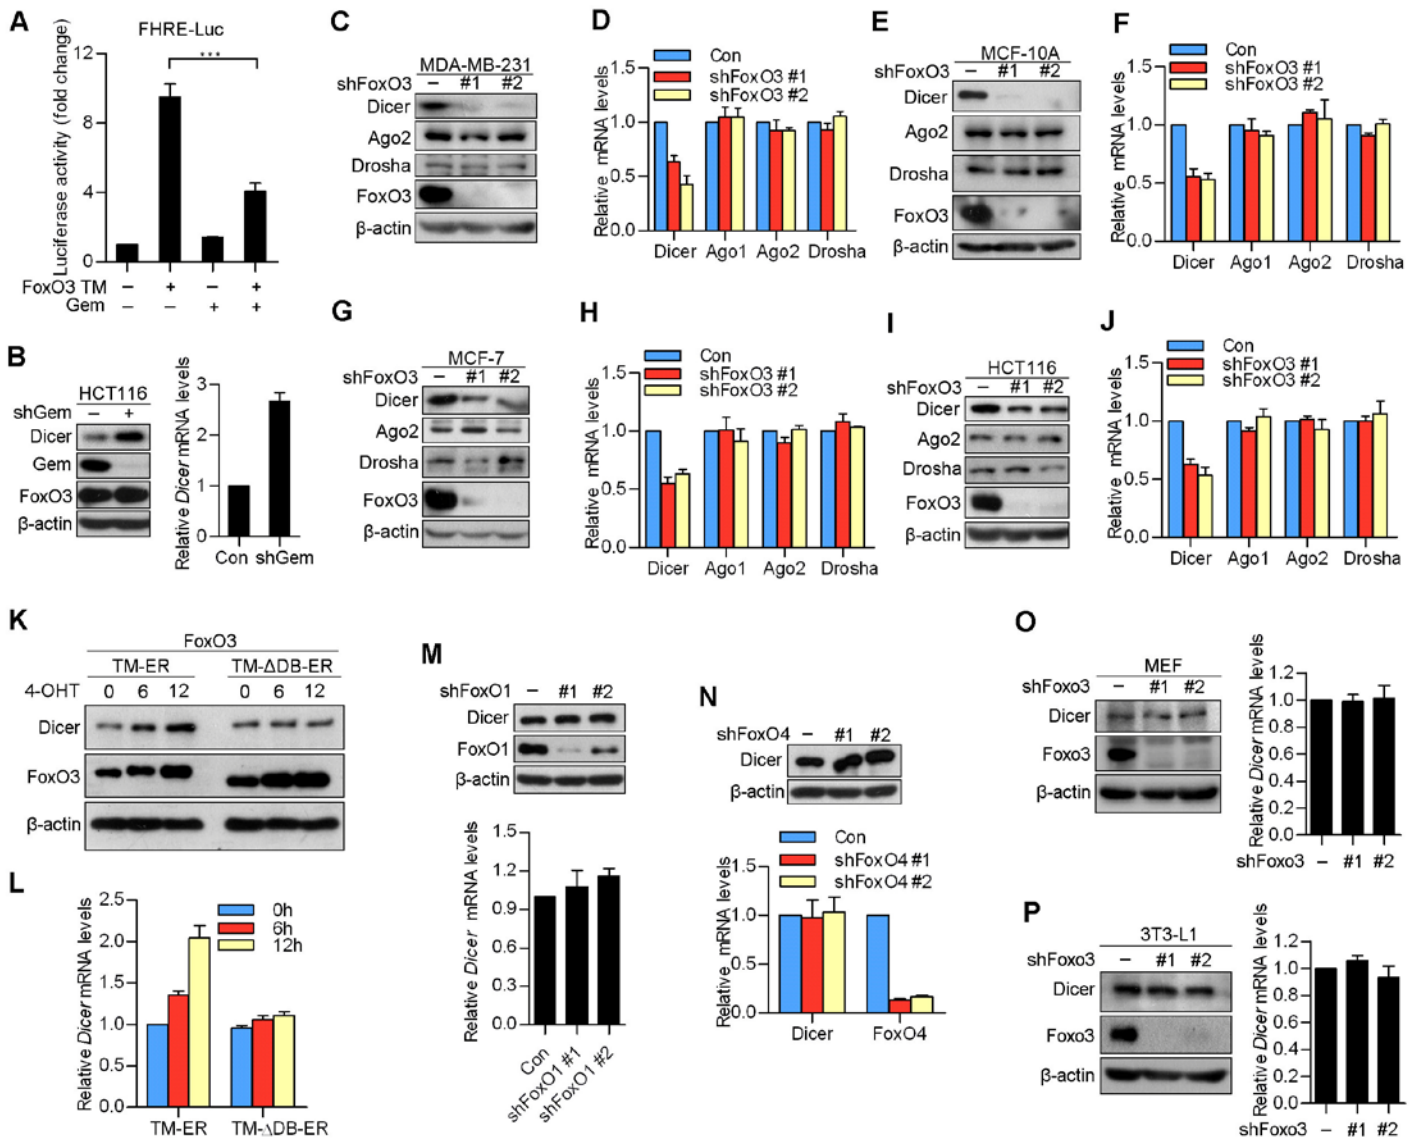 A
FHRE-Luc
Luciferase activity (fold change)
12
8
4
0
***
FoxO3 TM – + – +
Gem – – + +
B
HCT116
shGem – +
Dicer
Gem
FoxO3
β-actin
Relative Dicer mRNA levels
3
2
1
0
Con shGem
C
MDA-MB-231
shFoxO3 – #1 #2
Dicer
Ago2
Drosha
FoxO3
β-actin
D
Con
shFoxO3 #1
shFoxO3 #2
Relative mRNA levels
1.5
1.0
0.5
0.0
Dicer Ago1 Ago2 Drosha
E
MCF-10A
shFoxO3 – #1 #2
Dicer
Ago2
Drosha
FoxO3
β-actin
F
Con
shFoxO3 #1
shFoxO3 #2
Relative mRNA levels
1.5
1.0
0.5
0.0
Dicer Ago1 Ago2 Drosha
G
MCF-7
shFoxO3 – #1 #2
Dicer
Ago2
Drosha
FoxO3
β-actin
H
Con
shFoxO3 #1
shFoxO3 #2
Relative mRNA levels
1.5
1.0
0.5
0.0
Dicer Ago1 Ago2 Drosha
I
HCT116
shFoxO3 – #1 #2
Dicer
Ago2
Drosha
FoxO3
β-actin
J
Con
shFoxO3 #1
shFoxO3 #2
Relative mRNA levels
1.5
1.0
0.5
0.0
Dicer Ago1 Ago2 Drosha
K
FoxO3
TM-ER TM-ΔDB-ER
4-OHT 0 6 12 0 6 12
Dicer
FoxO3
β-actin
L
0h
6h
12h
Relative Dicer mRNA levels
2.5
2.0
1.5
1.0
0.5
0.0
TM-ER TM-ΔDB-ER
M
shFoxO1 – #1 #2
Dicer
FoxO1
β-actin
Relative Dicer mRNA levels
1.5
1.2
0.9
0.6
0.3
0.0
Con
shFoxO1 #1
shFoxO1 #2
N
shFoxO4 – #1 #2
Dicer
β-actin
Con
shFoxO4 #1
shFoxO4 #2
Relative mRNA levels
1.5
1.0
0.5
0.0
Dicer FoxO4
O
MEF
shFoxo3 – #1 #2
Dicer
Foxo3
β-actin
Relative Dicer mRNA levels
1.2
1.0
0.8
0.6
0.4
0.2
0.0
shFoxo3 – #1 #2
P
3T3-L1
shFoxo3 – #1 #2
Dicer
Foxo3
β-actin
Relative Dicer mRNA levels
1.2
1.0
0.8
0.6
0.4
0.2
0.0
shFoxo3 – #1 #2